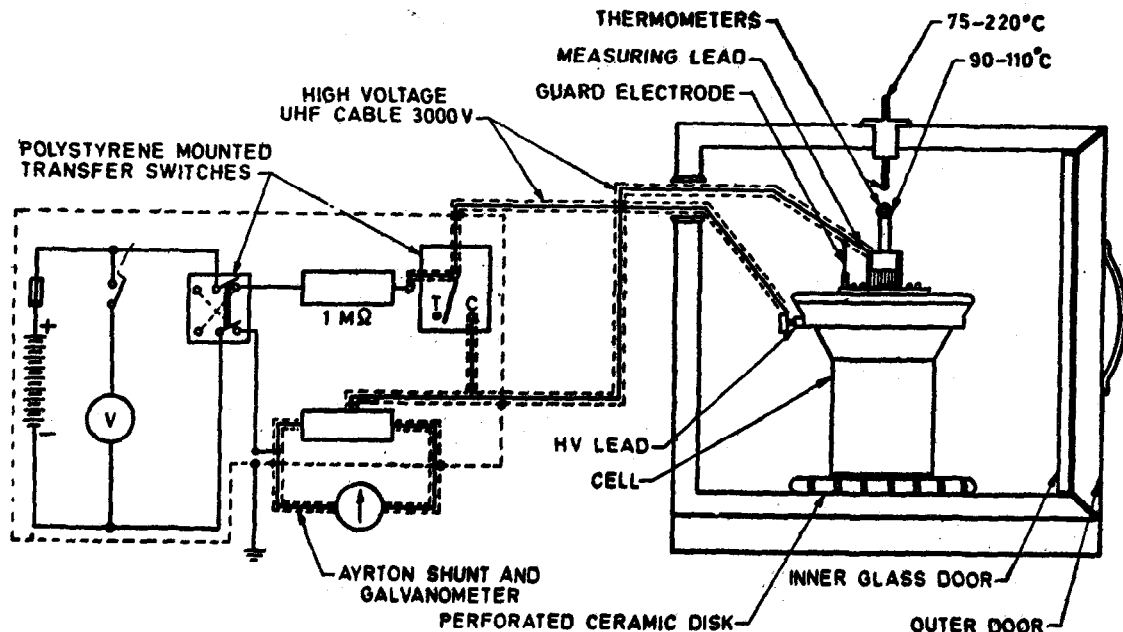 THERMOMETERS
75-220°C
MEASURING LEAD
90-110°C
GUARD ELECTRODE
HIGH VOLTAGE
UHF CABLE 3000 V
POLYSTYRENE MOUNTED
TRANSFER SWITCHES
1 MΩ
T
C
+
V
-
HV LEAD
CELL
AYRTON SHUNT AND
GALVANOMETER
INNER GLASS DOOR
PERFORATED CERAMIC DISK
OUTER DOOR